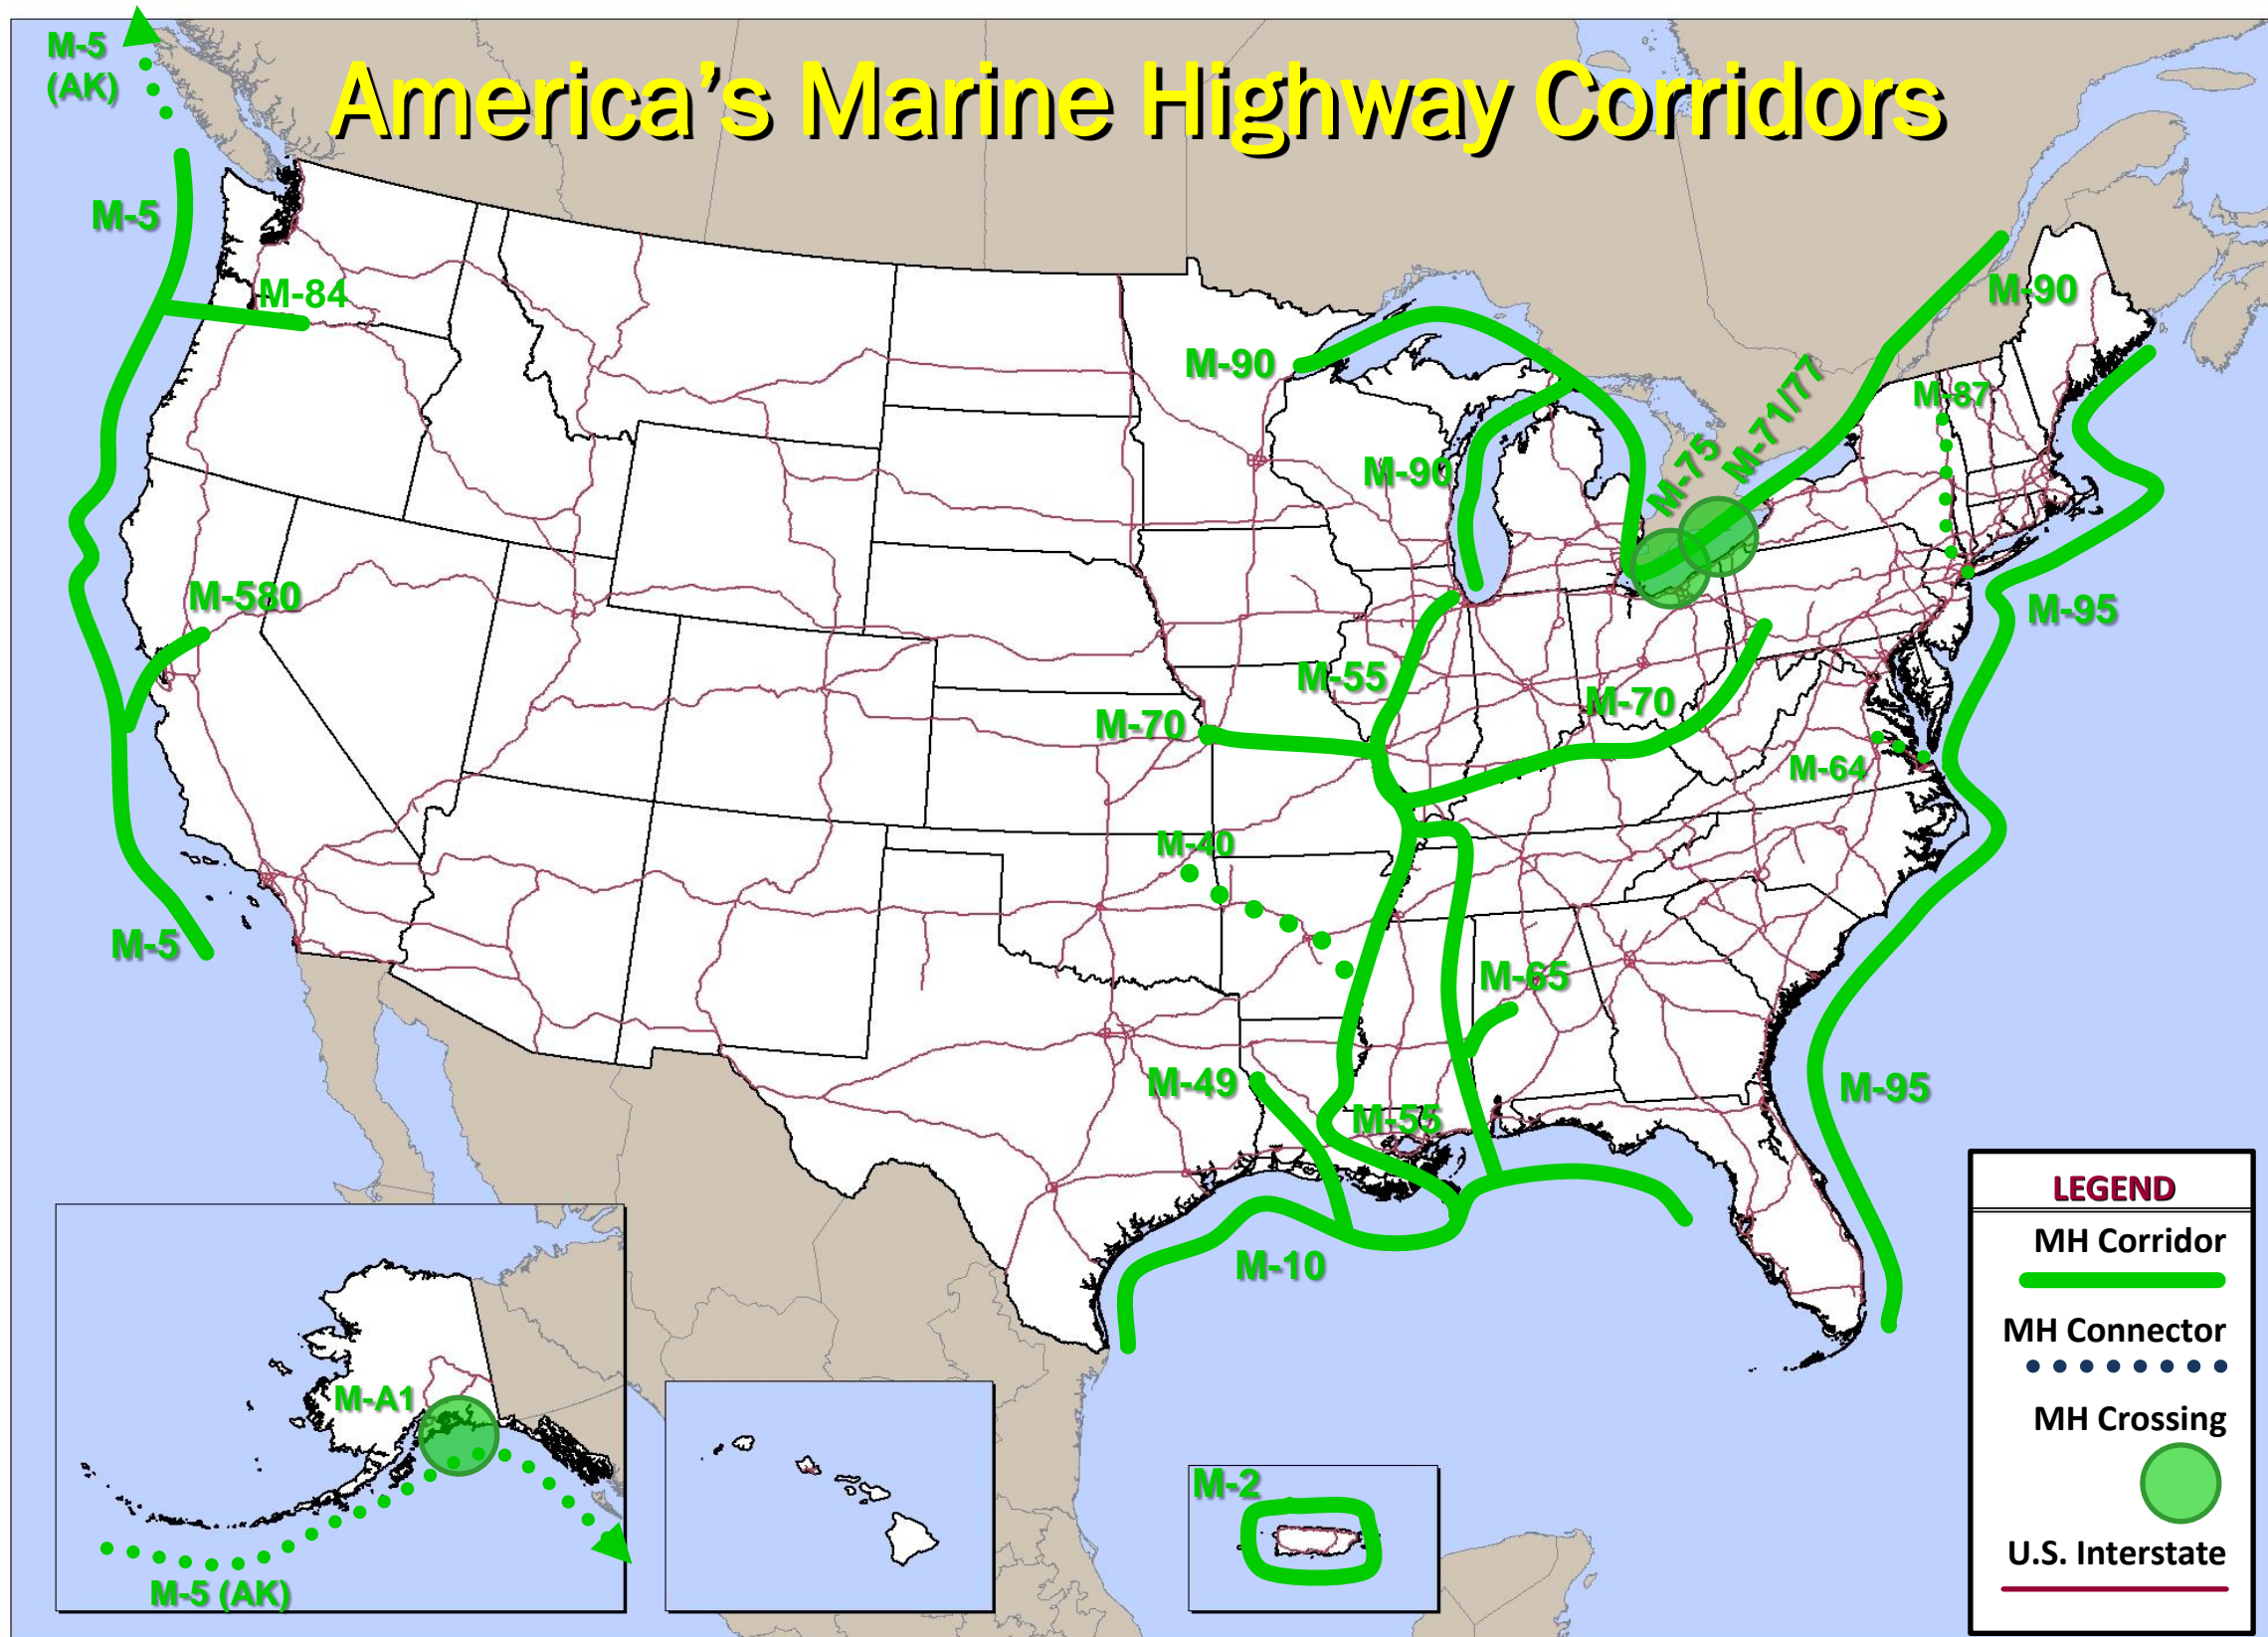 America's Marine Highway Corridors
M-5
(AK)
M-5
M-84
M-90
M-90
M-87
M-71/77
M-75
M-90
M-580
M-95
M-55
M-70
M-70
M-64
M-40
M-5
M-65
M-49
M-95
M-55
M-10
M-A1
M-5 (AK)
M-2
LEGEND
MH Corridor
MH Connector
MH Crossing
U.S. Interstate